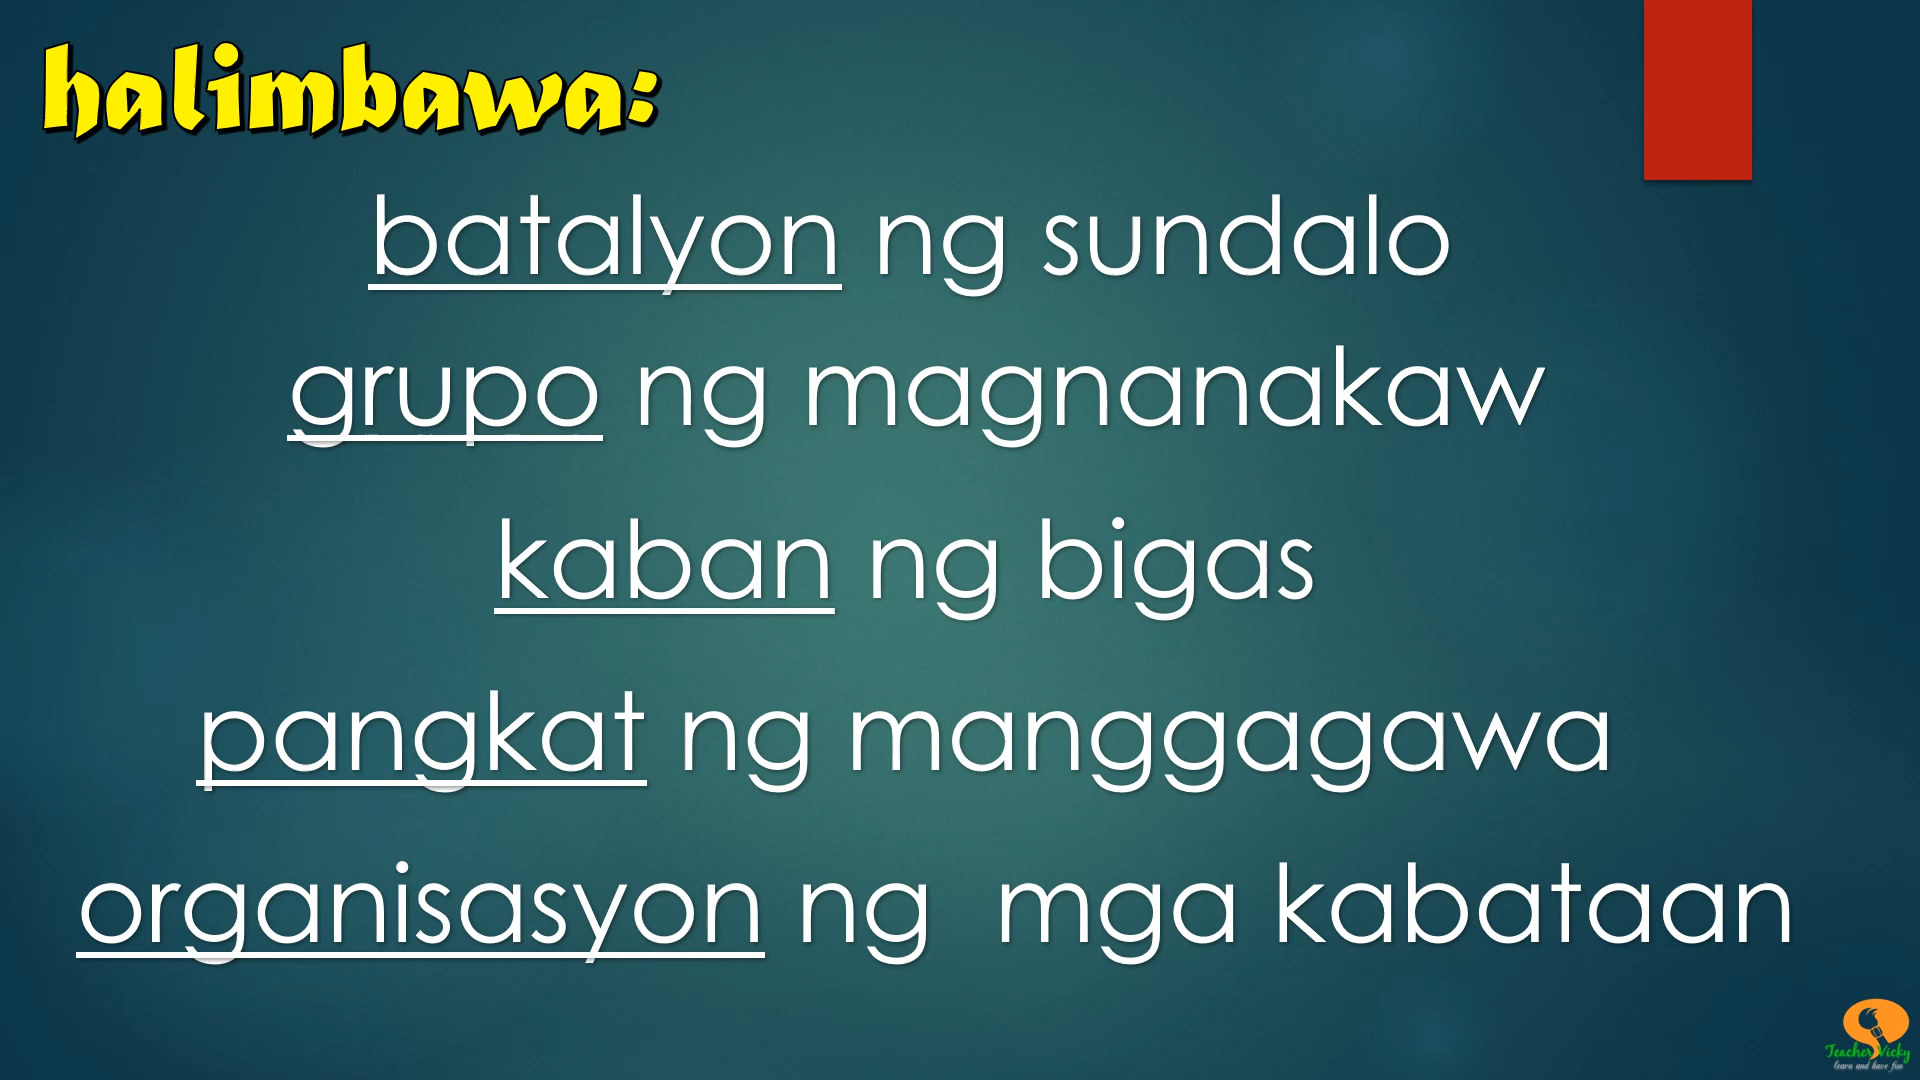 halimbawa:
batalyon ng sundalo
grupo ng magnanakaw
kaban ng bigas
pangkat ng manggagawa
organisasyon ng  mga kabataan
Teacher Vicky
learn and have fun